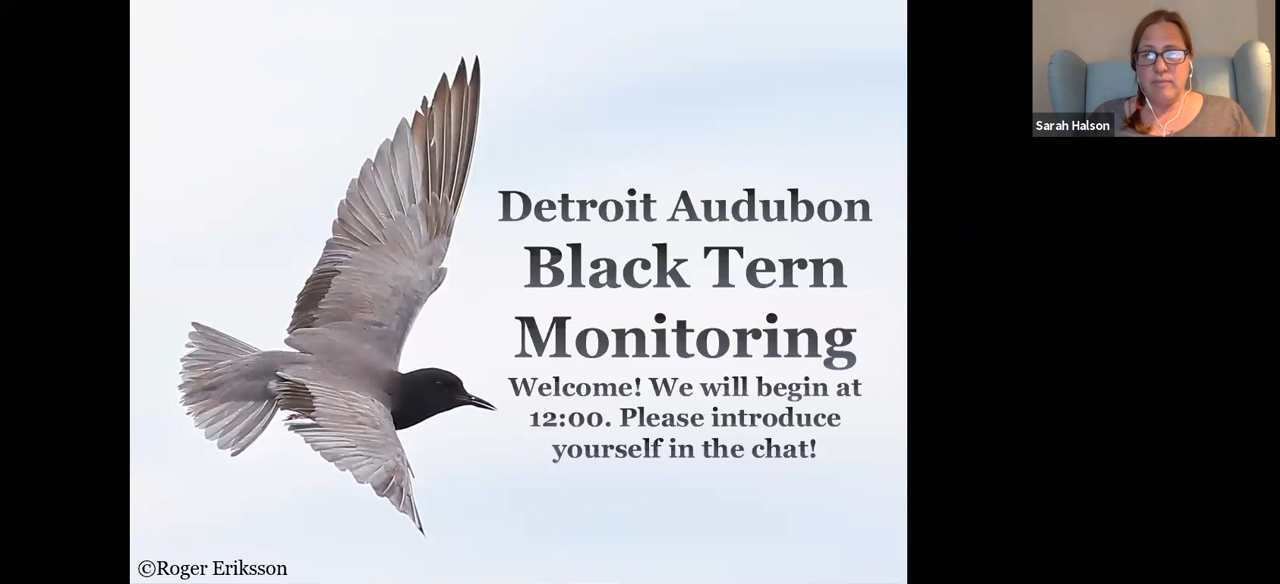 Detroit Audubon
Black Tern
Monitoring
Welcome! We will begin at
12:00. Please introduce
yourself in the chat!
©Roger Eriksson
Sarah Halson